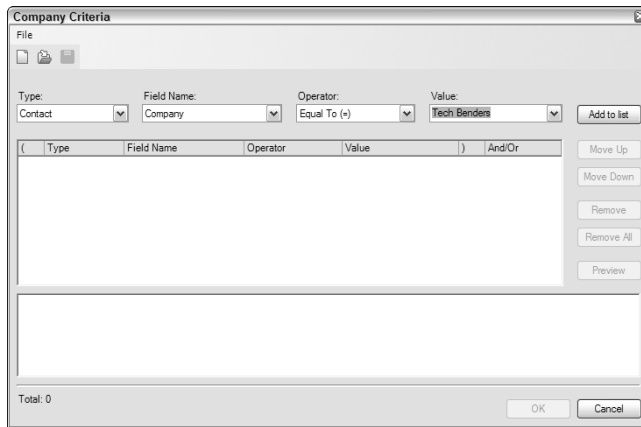 Company Criteria
File
Type: Field Name: Operator: Value:
Contact Company Equal To (=) Tech Benders Add to list
( Type Field Name Operator Value ) And/Or
Move Up
Move Down
Remove
Remove All
Preview
Total: 0
OK Cancel